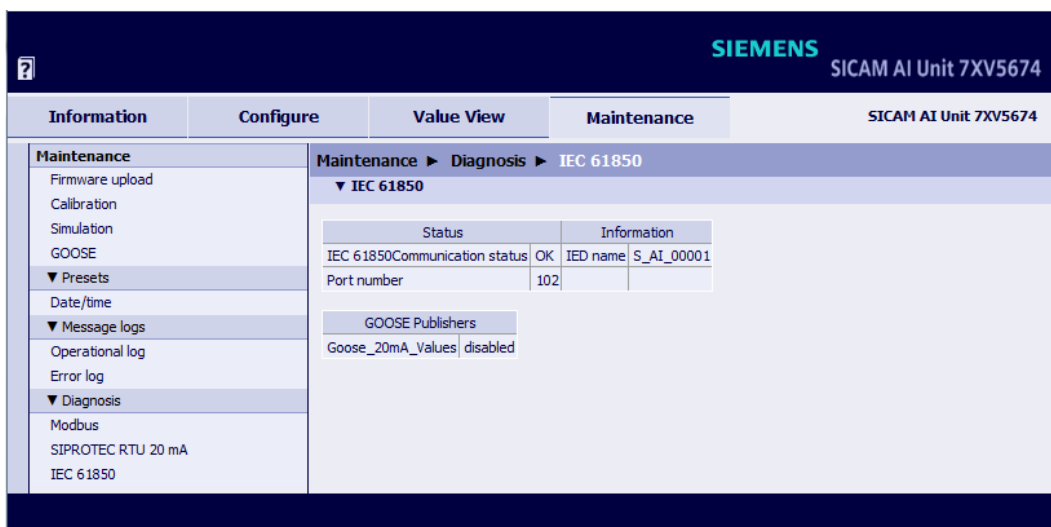 SIEMENS
SICAM AI Unit 7XV5674
Information Configure Value View Maintenance SICAM AI Unit 7XV5674
Maintenance
Firmware upload
Calibration
Simulation
GOOSE
▼ Presets
Date/time
▼ Message logs
Operational log
Error log
▼ Diagnosis
Modbus
SIPROTEC RTU 20 mA
IEC 61850
Maintenance ► Diagnosis ► IEC 61850
▼ IEC 61850
Status Information
IEC 61850Communication status OK IED name S_AI_00001
Port number 102
GOOSE Publishers
Goose_20mA_Values disabled